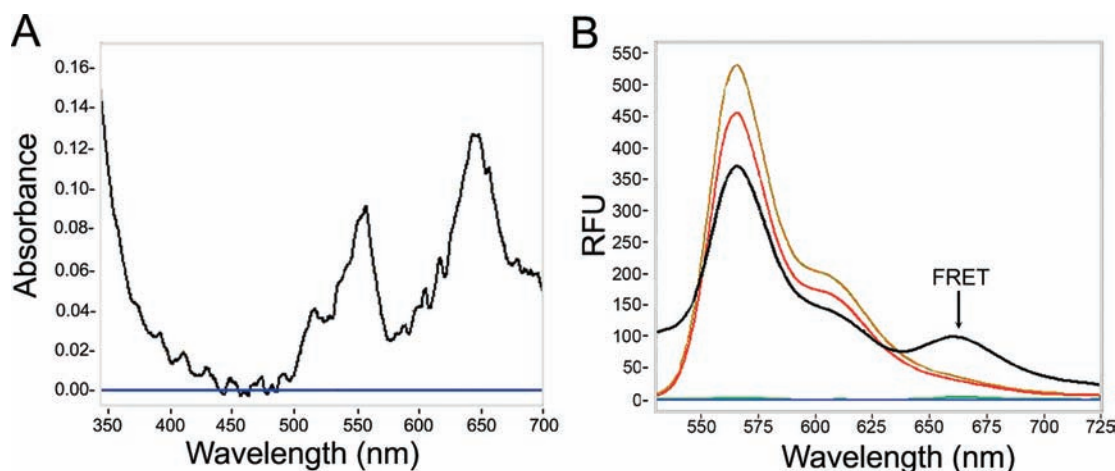 A
Absorbance
0.16-
0.14-
0.12-
0.10-
0.08-
0.06-
0.04-
0.02-
0.00-
350 400 450 500 550 600 650 700
Wavelength (nm)
B
RFU
550-
500-
450-
400-
350-
300-
250-
200-
150-
100-
50-
0-
FRET
550 575 600 625 650 675 700 725
Wavelength (nm)